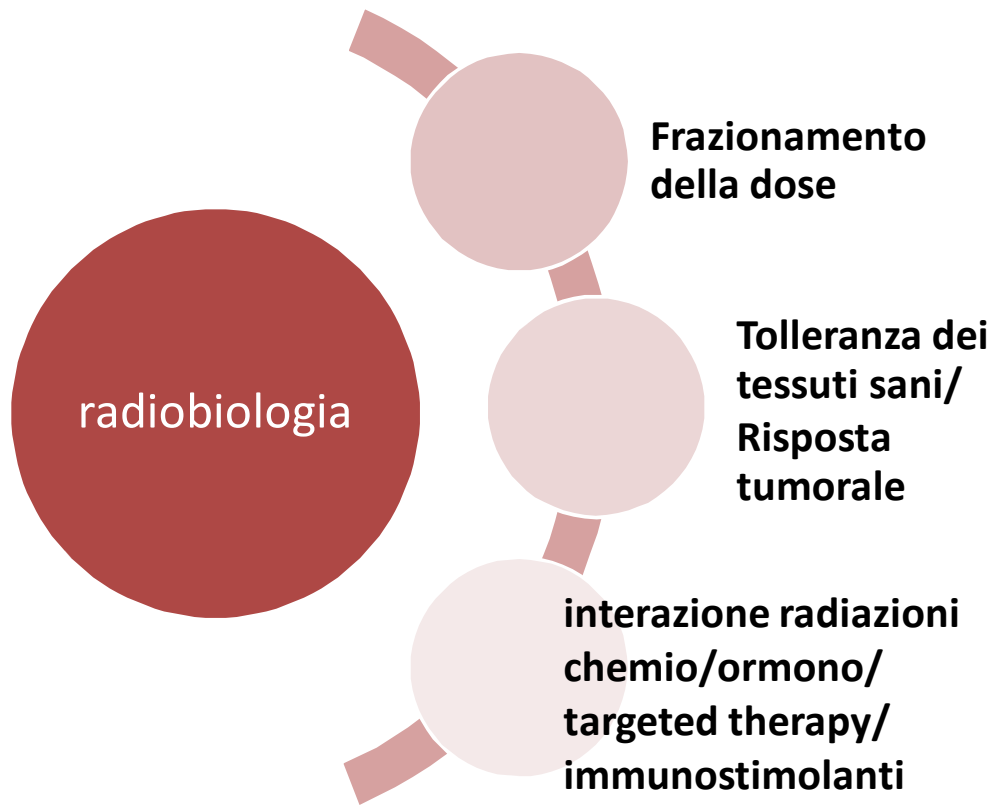 radiobiologia
Frazionamento
della dose
Tolleranza dei
tessuti sani/
Risposta
tumorale
interazione radiazioni
chemio/ormono/
targeted therapy/
immunostimolanti